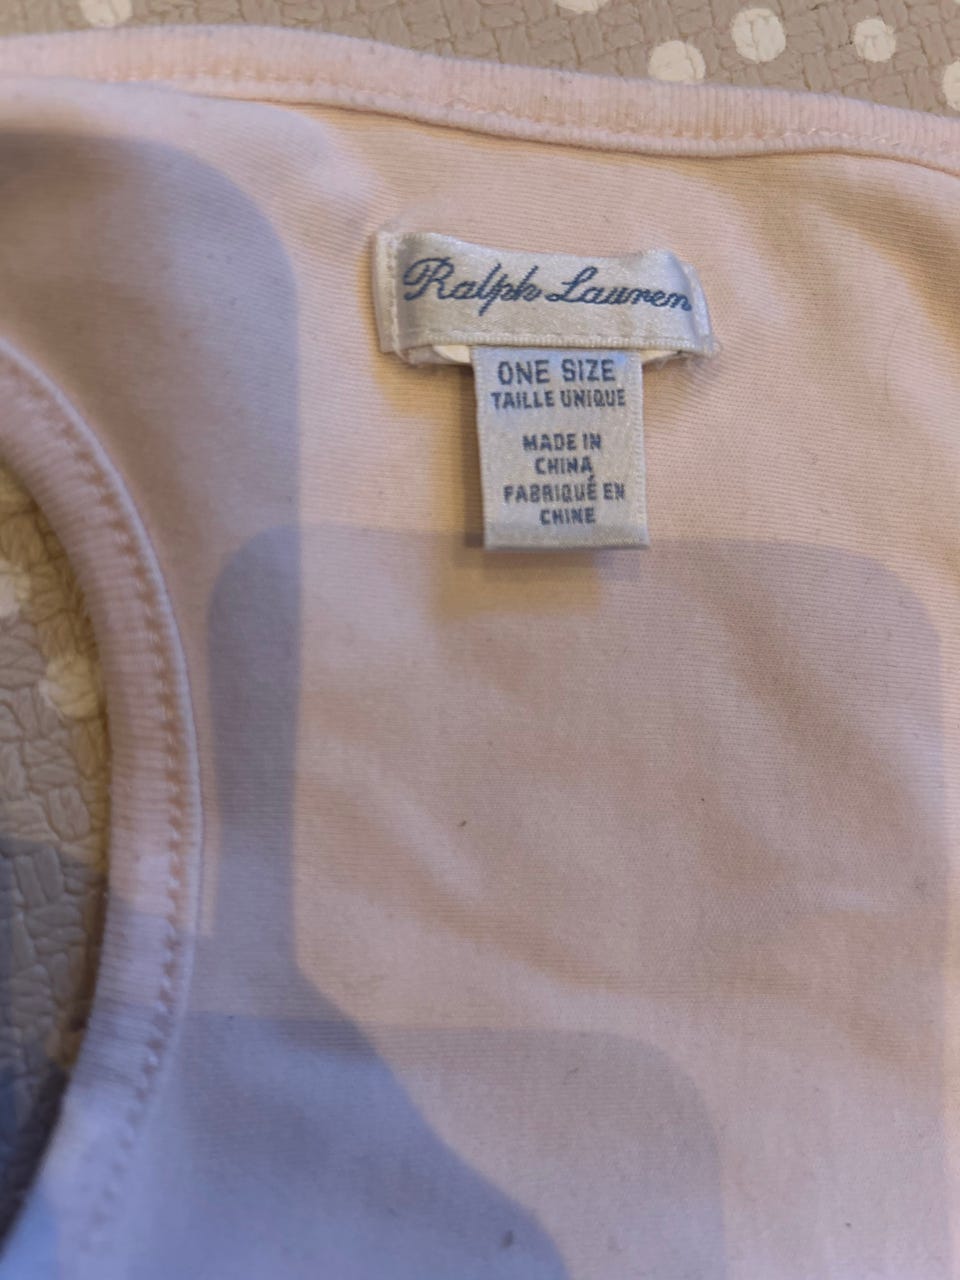 Ralph Lauren
ONE SIZE
TAILLE UNIQUE
MADE IN
CHINA
FABRIQUÉ EN
CHINE